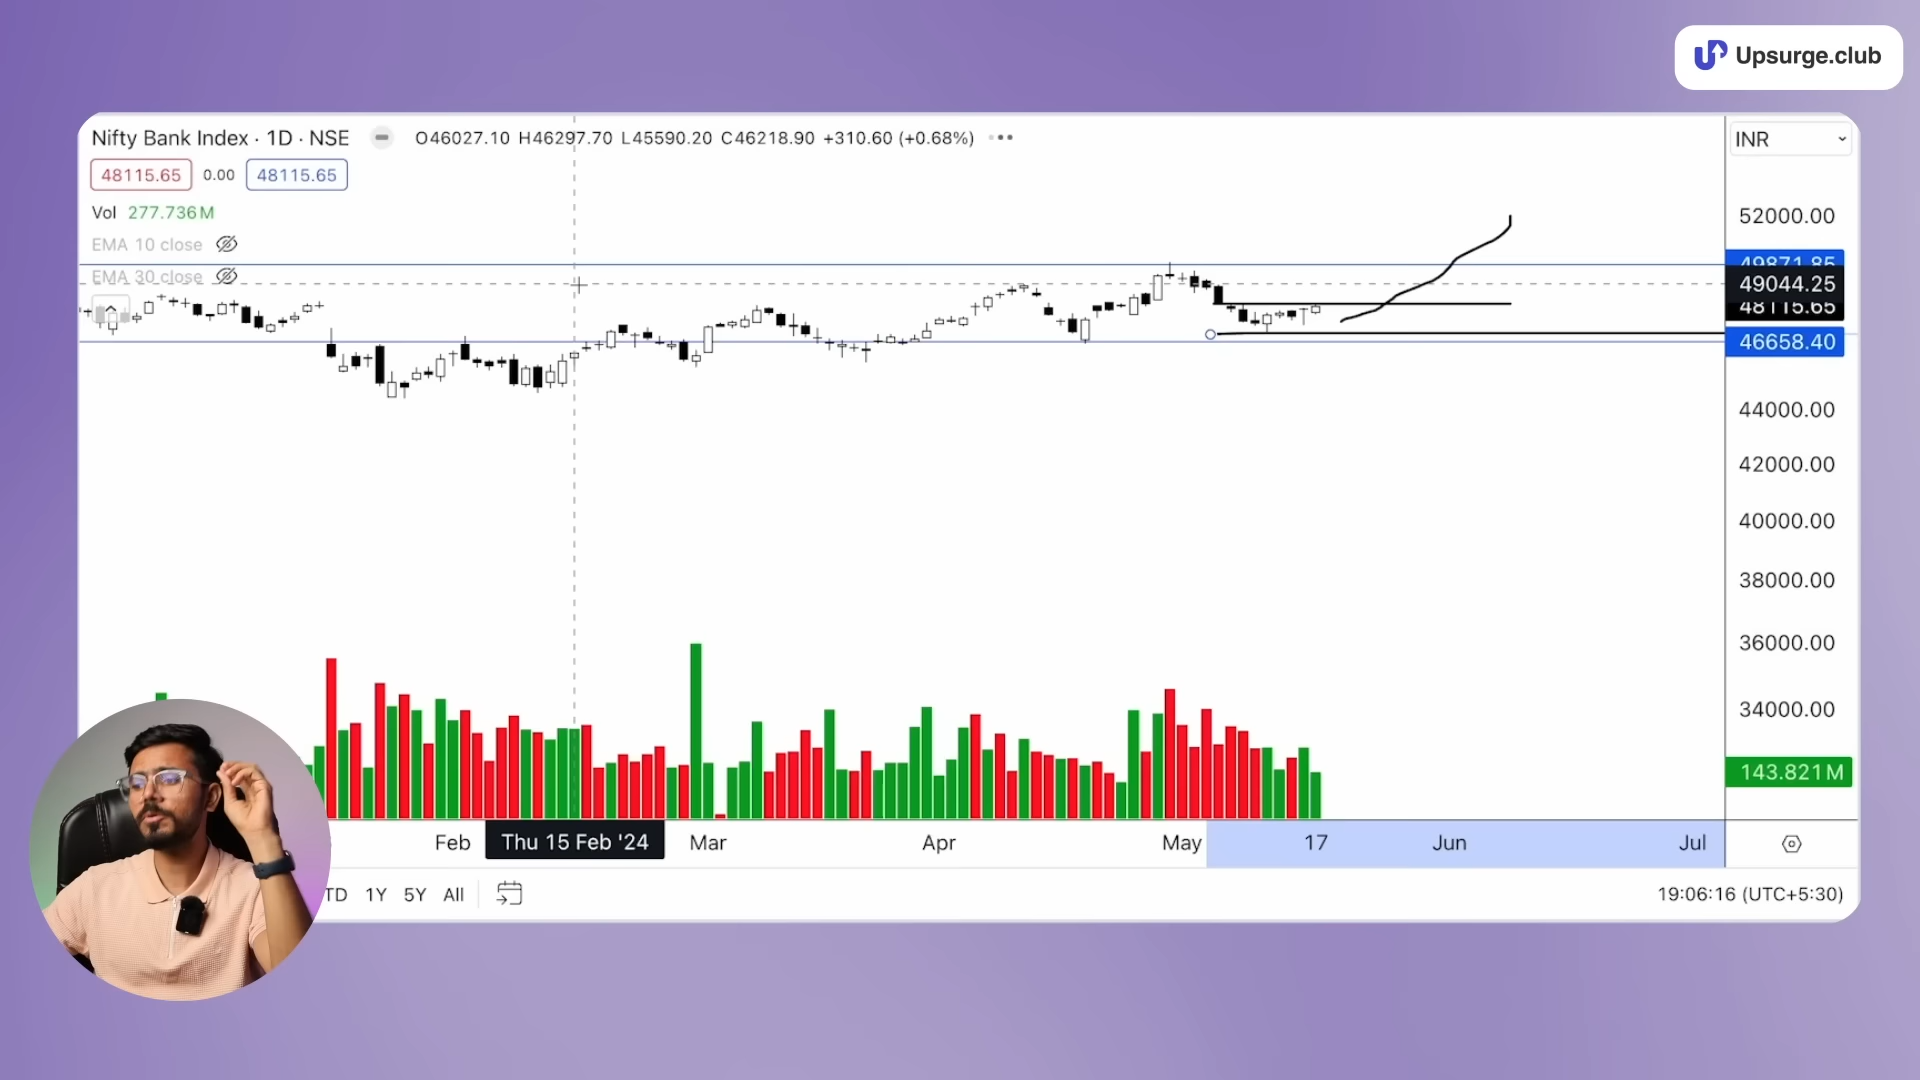 Upsurge.club
Nifty Bank Index · 1D · NSE
O46027.10 H46297.70 L45590.20 C46218.90 +310.60 (+0.68%)
INR
48115.65 0.00 48115.65
Vol 277.736M
EMA 10 close
EMA 30 close
52000.00
49871.85
49044.25
48115.65
46658.40
44000.00
42000.00
40000.00
38000.00
36000.00
34000.00
143.821M
Feb Thu 15 Feb '24 Mar Apr May 17 Jun Jul
TD 1Y 5Y All
19:06:16 (UTC+5:30)